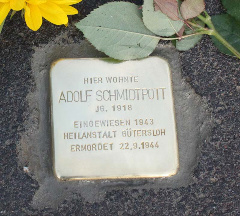 HIER WOHNTE
ADOLF SCHMIDTPOTT
JG. 1918
EINGEWIESEN 1943
HEILANSTALT GÜTERSLOH
ERMORDET 22.9.1944